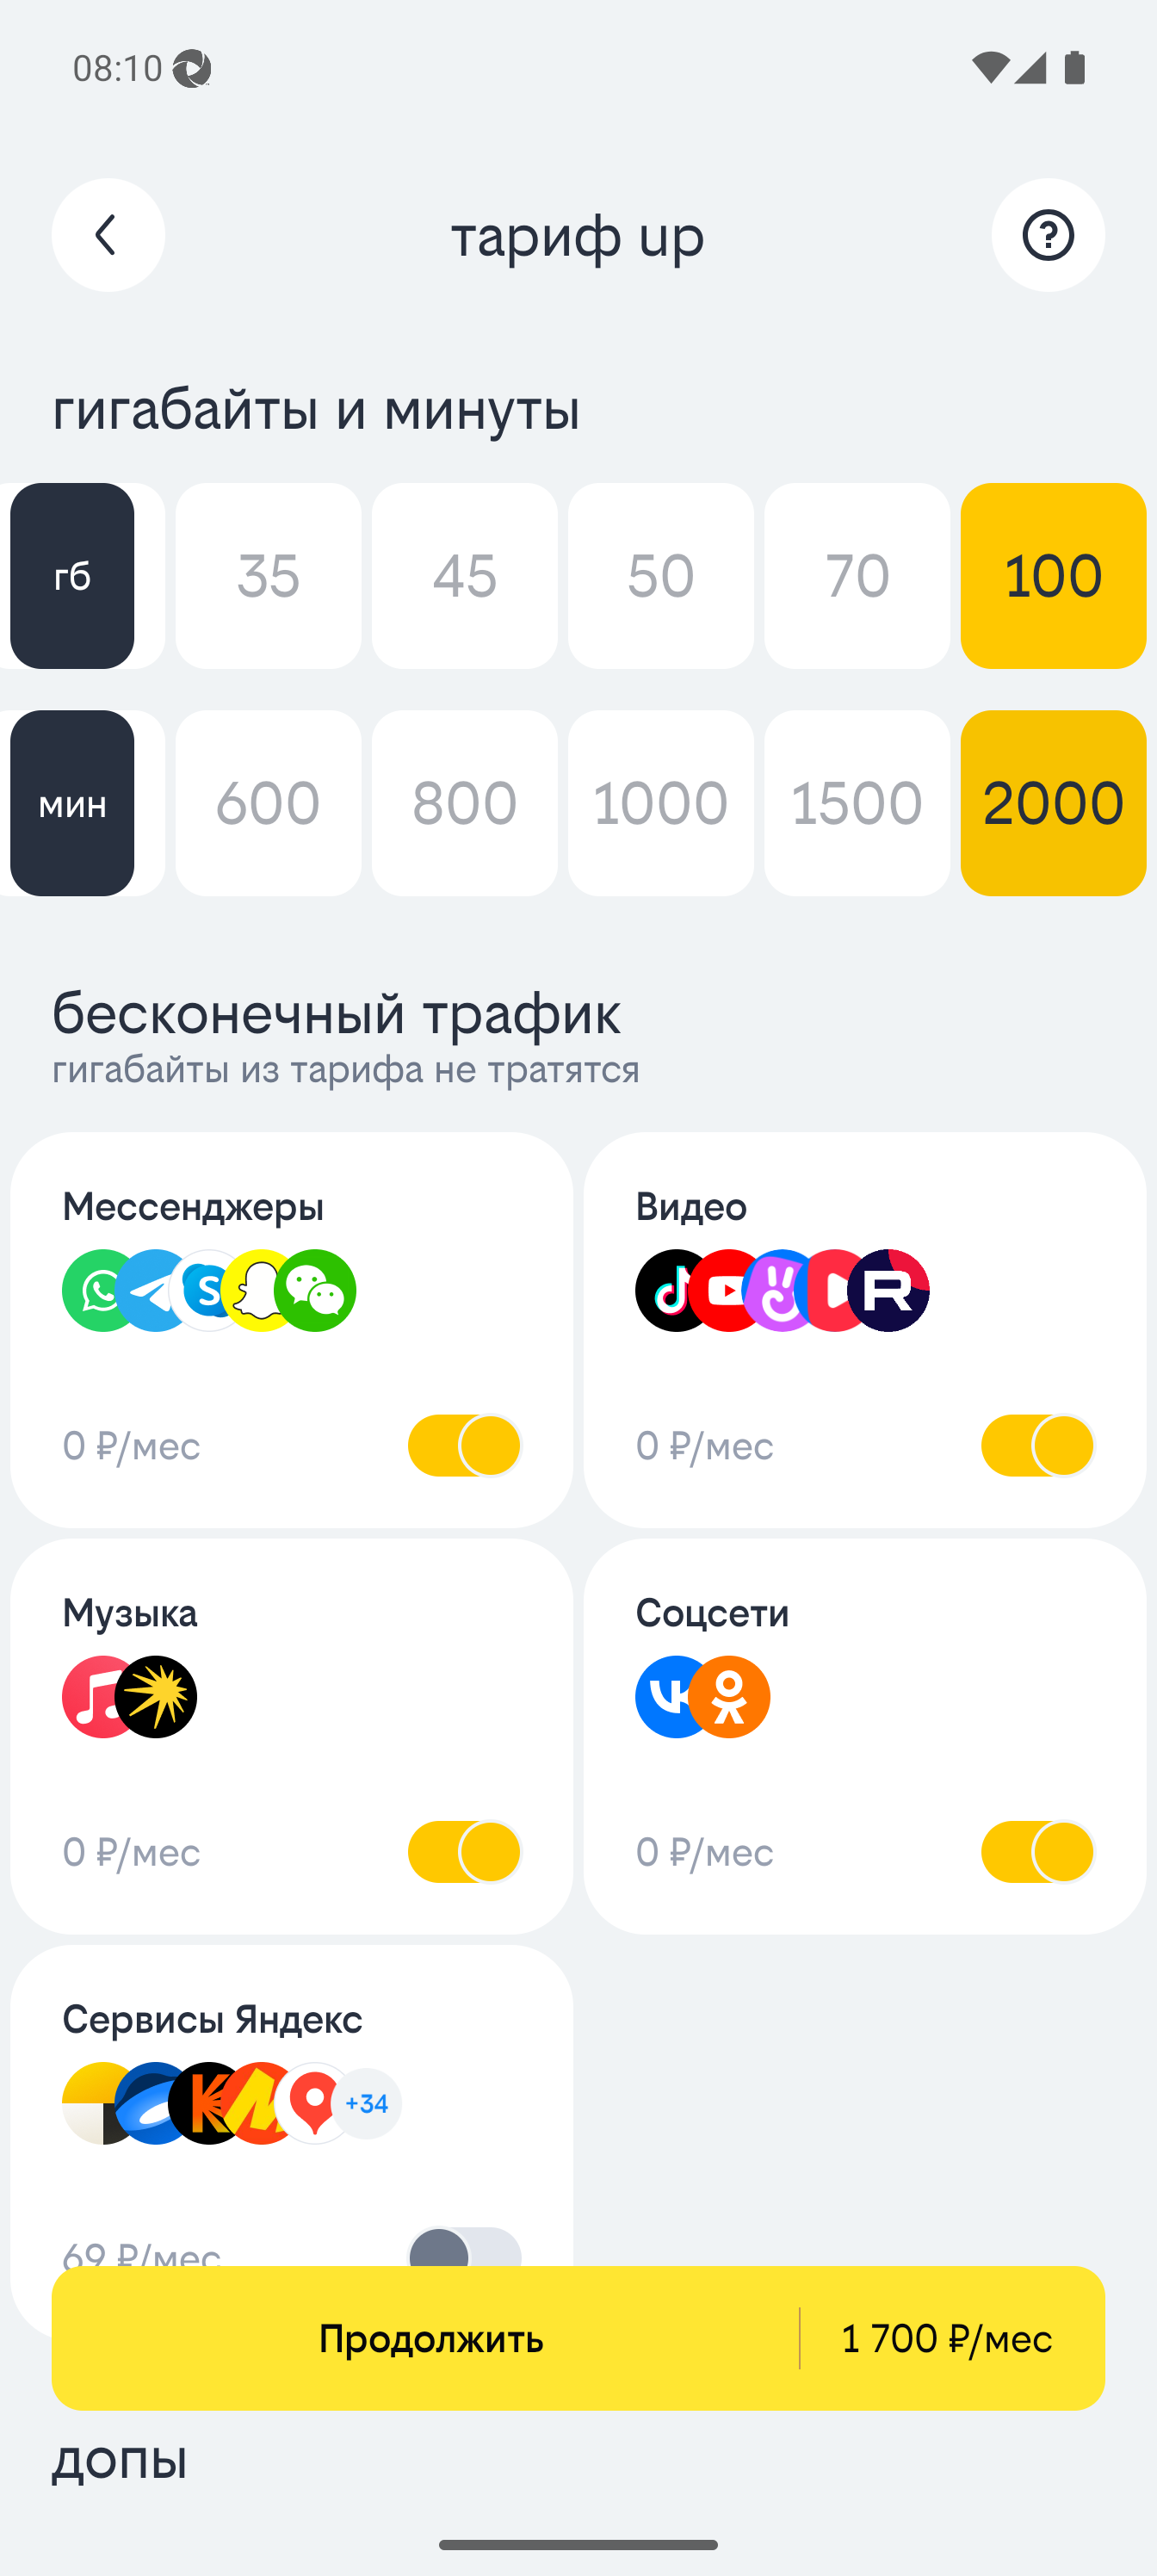 08:10
тариф up
гигабайты и минуты
гб 35 45 50 70 100
мин 600 800 1000 1500 2000
бесконечный трафик
гигабайты из тарифа не тратятся
Мессенджеры
0 ₽/мес
Видео
0 ₽/мес
Музыка
0 ₽/мес
Соцсети
0 ₽/мес
Сервисы Яндекс
+34
69 ₽/мес
Продолжить 1 700 ₽/мес
допы